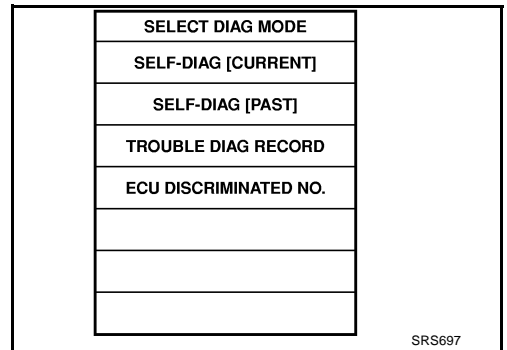 SELECT DIAG MODE
SELF-DIAG [CURRENT]
SELF-DIAG [PAST]
TROUBLE DIAG RECORD
ECU DISCRIMINATED NO.
SRS697